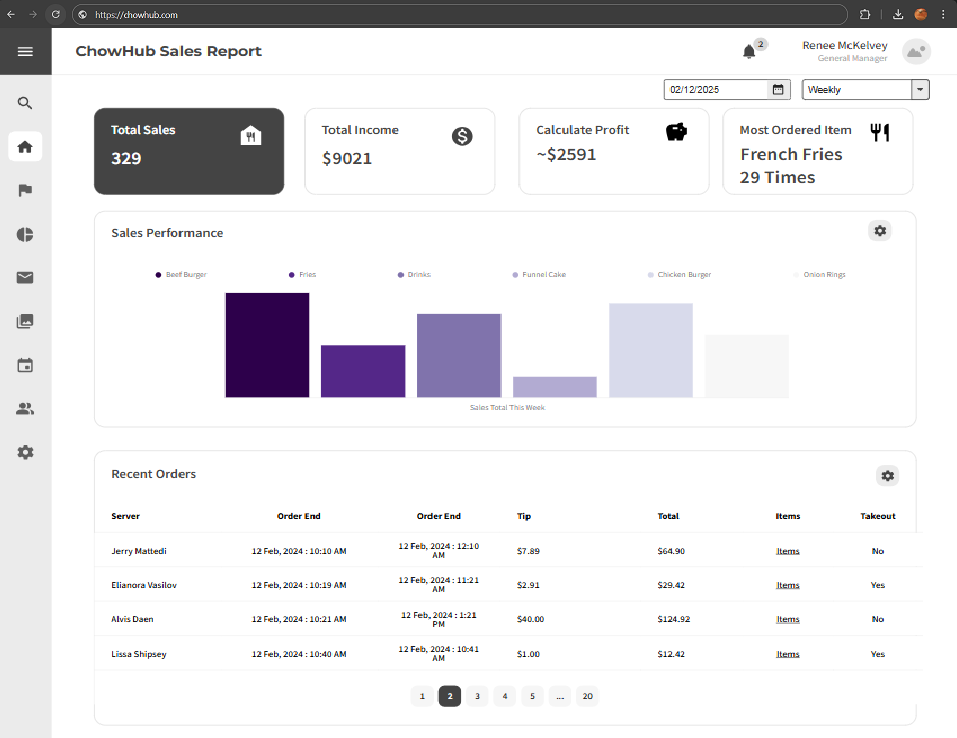 https://chowhub.com
ChowHub Sales Report
2
Renee McKelvey
General Manager
02/12/2025
Weekly
Total Sales
329
Total Income
$9021
Calculate Profit
~$2591
Most Ordered Item
French Fries
29 Times
Sales Performance
Beef Burger
Fries
Drinks
Funnel Cake
Chicken Burger
Onion Rings
Sales Total This Week
Recent Orders
Server Order End Order End Tip Total Items Takeout
Jerry Mattedi 12 Feb, 2024 : 10:10 AM 12 Feb, 2024 : 12:10 AM $7.89 $64.90 Items No
Elianora Vasilov 12 Feb, 2024 : 10:19 AM 12 Feb, 2024 : 11:21 AM $2.91 $29.42 Items Yes
Alvis Daen 12 Feb, 2024 : 10:21 AM 12 Feb, 2024 : 1:21 PM $40.00 $124.92 Items No
Lissa Shipsey 12 Feb, 2024 : 10:40 AM 12 Feb, 2024 : 10:41 AM $1.00 $12.42 Items Yes
1 2 3 4 5 ... 20